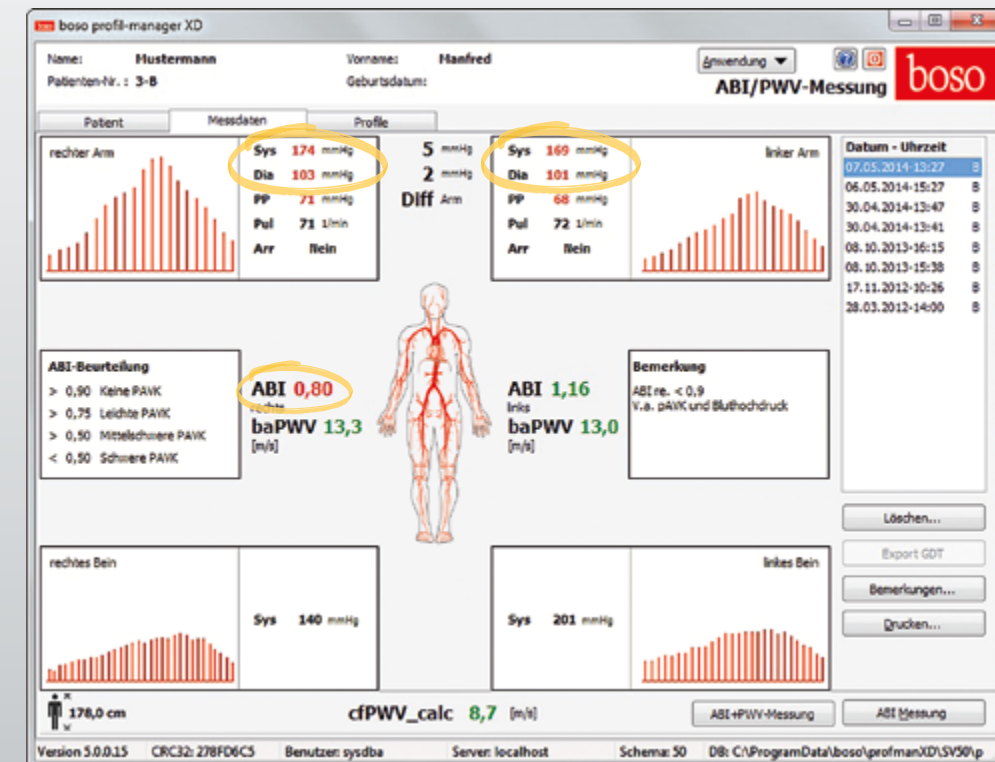 boso boso profil-manager XD
Name: Mustermann Vorname: Manfred Anwendung
Patienten-Nr. : 3-B Geburtsdatum: ABI/PWV-Messung boso
Patient Messdaten Profile
rechter Arm
Sys 174 mmHg
Dia 103 mmHg
PP 71 mmHg
Pul 71 1/min
Arr Nein
5 mmHg
2 mmHg
Diff Arm
Sys 169 mmHg
Dia 101 mmHg
PP 68 mmHg
Pul 72 1/min
Arr Nein
linker Arm
Datum - Uhrzeit
07.05.2014-13:27 B
06.05.2014-15:27 B
30.04.2014-13:47 B
30.04.2014-13:41 B
08.10.2013-16:15 B
08.10.2013-15:38 B
17.11.2012-10:26 B
28.03.2012-14:00 B
ABI-Beurteilung
> 0,90 Keine PAVK
> 0,75 Leichte PAVK
> 0,50 Mittelschwere PAVK
< 0,50 Schwere PAVK
ABI 0,80
rechts
baPWV 13,3
[m/s]
ABI 1,16
links
baPWV 13,0
[m/s]
Bemerkung
ABI re. < 0,9
V.a. pAVK und Bluthochdruck
Löschen...
Export GDT
Bemerkungen...
Drucken...
rechtes Bein
Sys 140 mmHg
Sys 201 mmHg
linkes Bein
178,0 cm
cfPWV_calc 8,7 [m/s]
ABI+PWV-Messung
ABI Messung
Version 5.0.0.15 CRC32: 278FD6C5 Benutzer: sysdba Server: localhost Schema: 50 DB: C:\ProgramData\boso\profmanXD\SV50\p